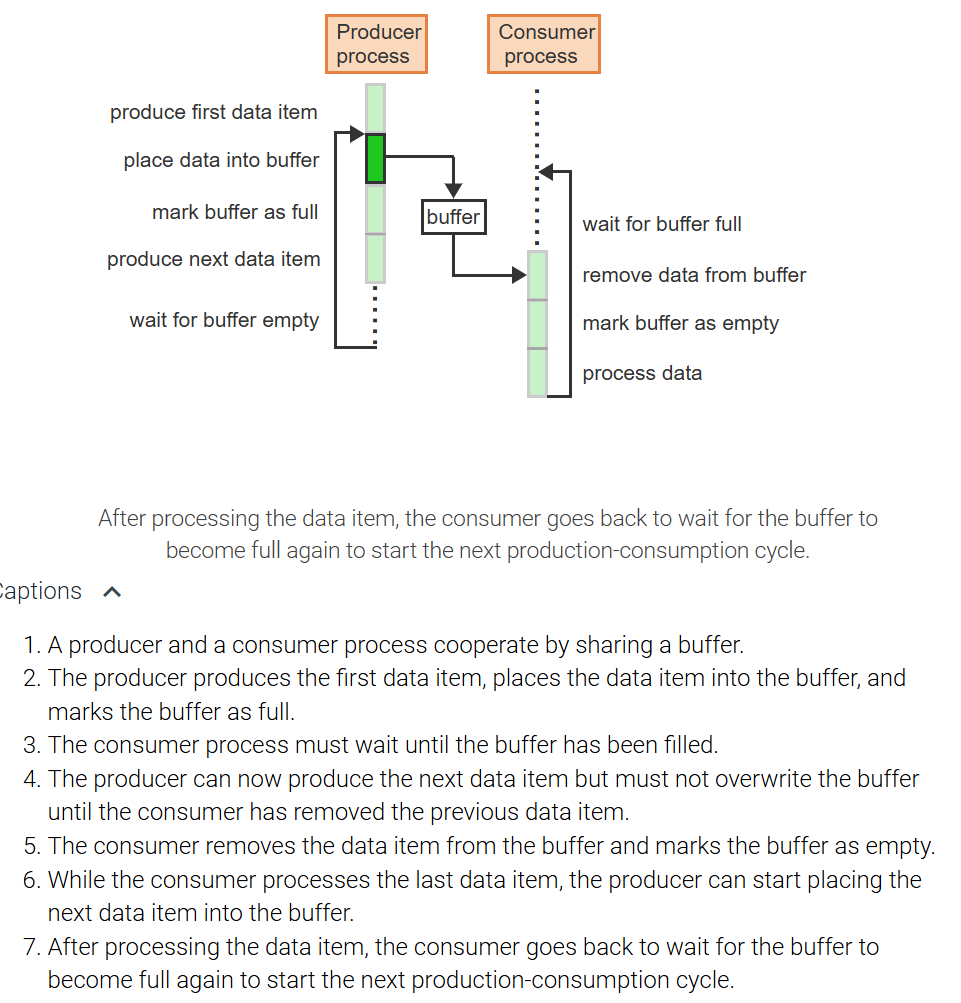 Producer
process
Consumer
process
produce first data item
place data into buffer
mark buffer as full
buffer
wait for buffer full
produce next data item
remove data from buffer
wait for buffer empty
mark buffer as empty
process data
After processing the data item, the consumer goes back to wait for the buffer to
become full again to start the next production-consumption cycle.
Captions
1. A producer and a consumer process cooperate by sharing a buffer.
2. The producer produces the first data item, places the data item into the buffer, and
marks the buffer as full.
3. The consumer process must wait until the buffer has been filled.
4. The producer can now produce the next data item but must not overwrite the buffer
until the consumer has removed the previous data item.
5. The consumer removes the data item from the buffer and marks the buffer as empty.
6. While the consumer processes the last data item, the producer can start placing the
next data item into the buffer.
7. After processing the data item, the consumer goes back to wait for the buffer to
become full again to start the next production-consumption cycle.